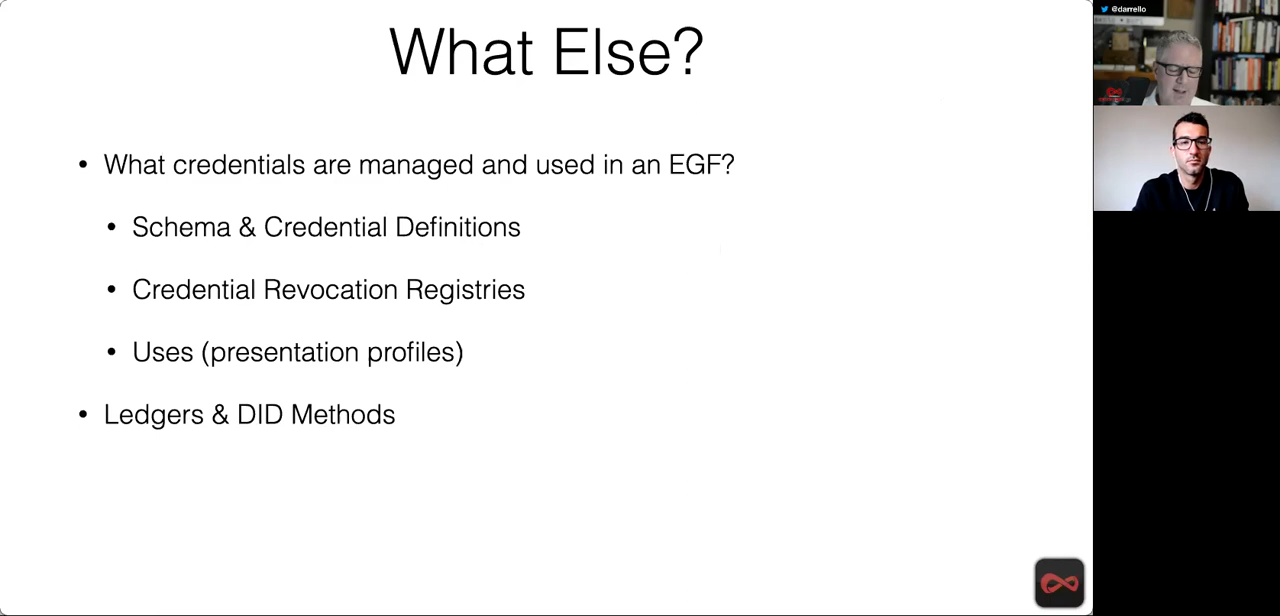 What Else?
• What credentials are managed and used in an EGF?
• Schema & Credential Definitions
• Credential Revocation Registries
• Uses (presentation profiles)
• Ledgers & DID Methods
@darrello